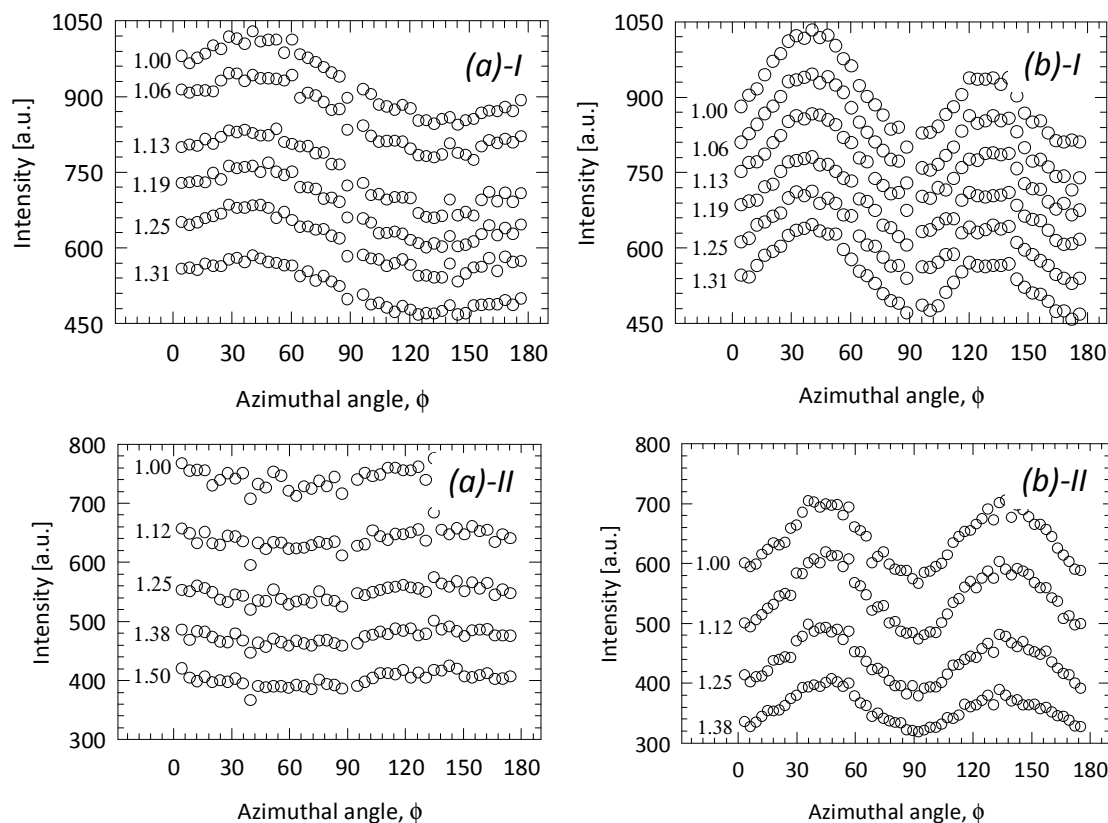 1050
900
750
600
450
Intensity [a.u.]
1.00
1.06
1.13
1.19
1.25
1.31
(a)-I
0 30 60 90 120 150 180
Azimuthal angle, ϕ
1050
900
750
600
450
Intensity [a.u.]
1.00
1.06
1.13
1.19
1.25
1.31
(b)-I
0 30 60 90 120 150 180
Azimuthal angle, ϕ
800
700
600
500
400
300
Intensity [a.u.]
1.00
1.12
1.25
1.38
1.50
(a)-II
0 30 60 90 120 150 180
Azimuthal angle, ϕ
800
700
600
500
400
300
Intensity [a.u.]
1.00
1.12
1.25
1.38
(b)-II
0 30 60 90 120 150 180
Azimuthal angle, ϕ